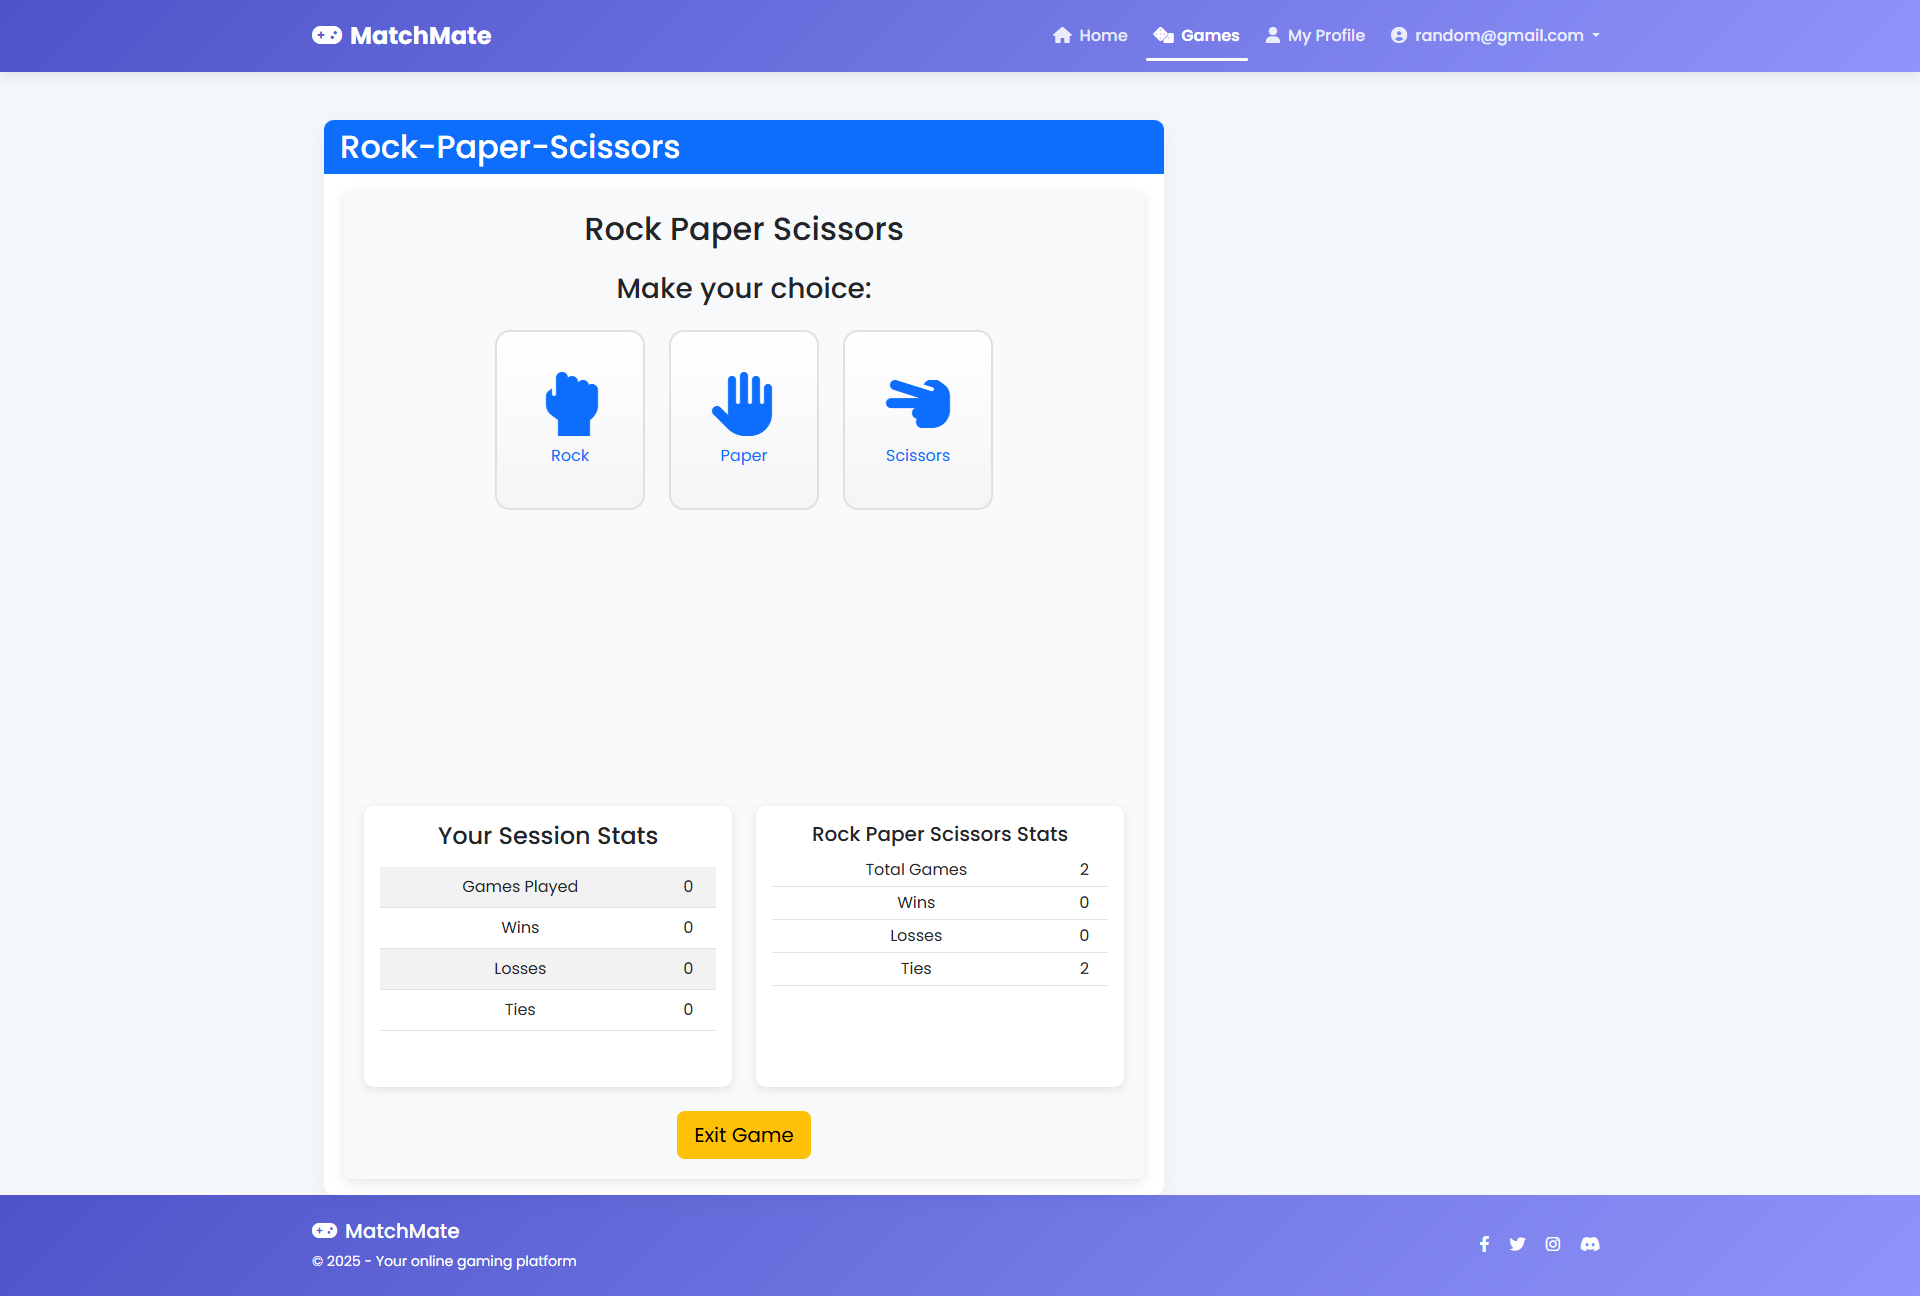 MatchMate
Home
Games
My Profile
random@gmail.com
Rock-Paper-Scissors
Rock Paper Scissors
Make your choice:
Rock
Paper
Scissors
Your Session Stats
Games Played 0
Wins 0
Losses 0
Ties 0
Rock Paper Scissors Stats
Total Games 2
Wins 0
Losses 0
Ties 2
Exit Game
MatchMate
© 2025 - Your online gaming platform